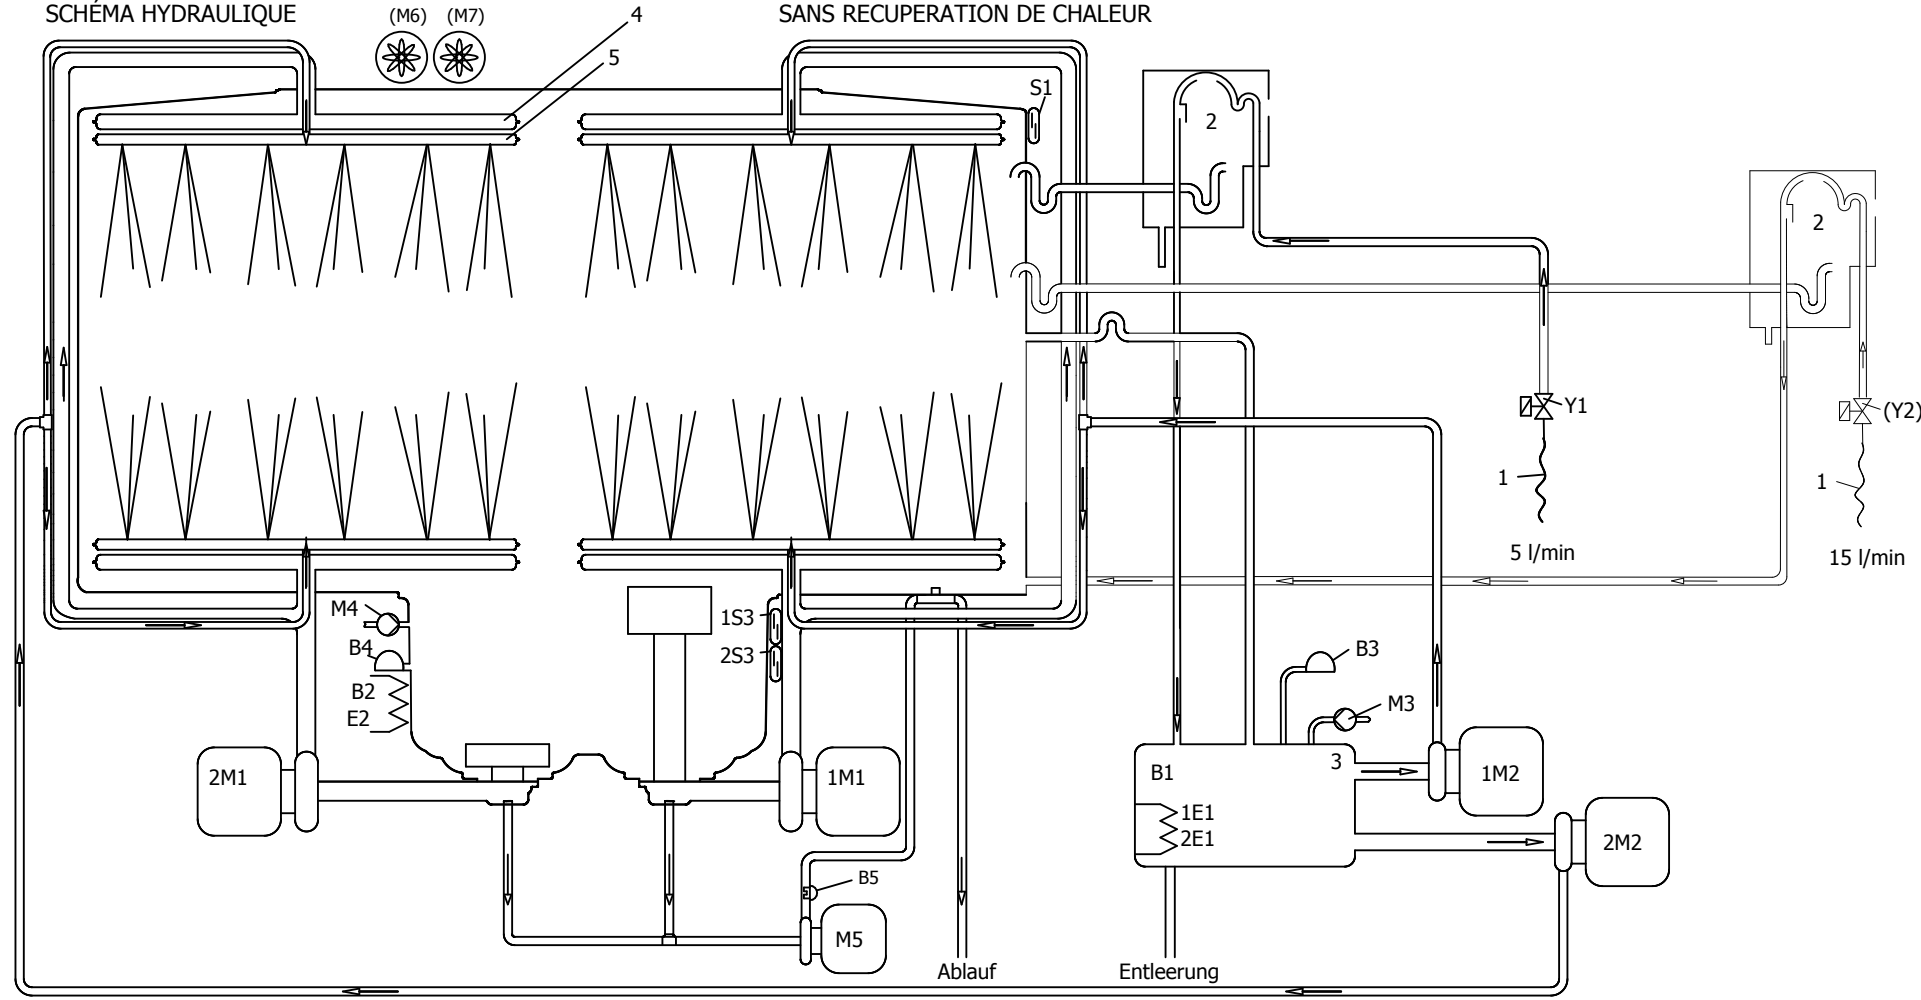 SCHÉMA HYDRAULIQUE
SANS RECUPERATION DE CHALEUR
(M6)
(M7)
4
5
S1
2
2
Y1
(Y2)
1
1
5 l/min
15 l/min
M4
B4
B2
E2
1S3
2S3
B3
M3
2M1
1M1
B1
3
1E1
2E1
1M2
2M2
B5
M5
Ablauf
Entleerung